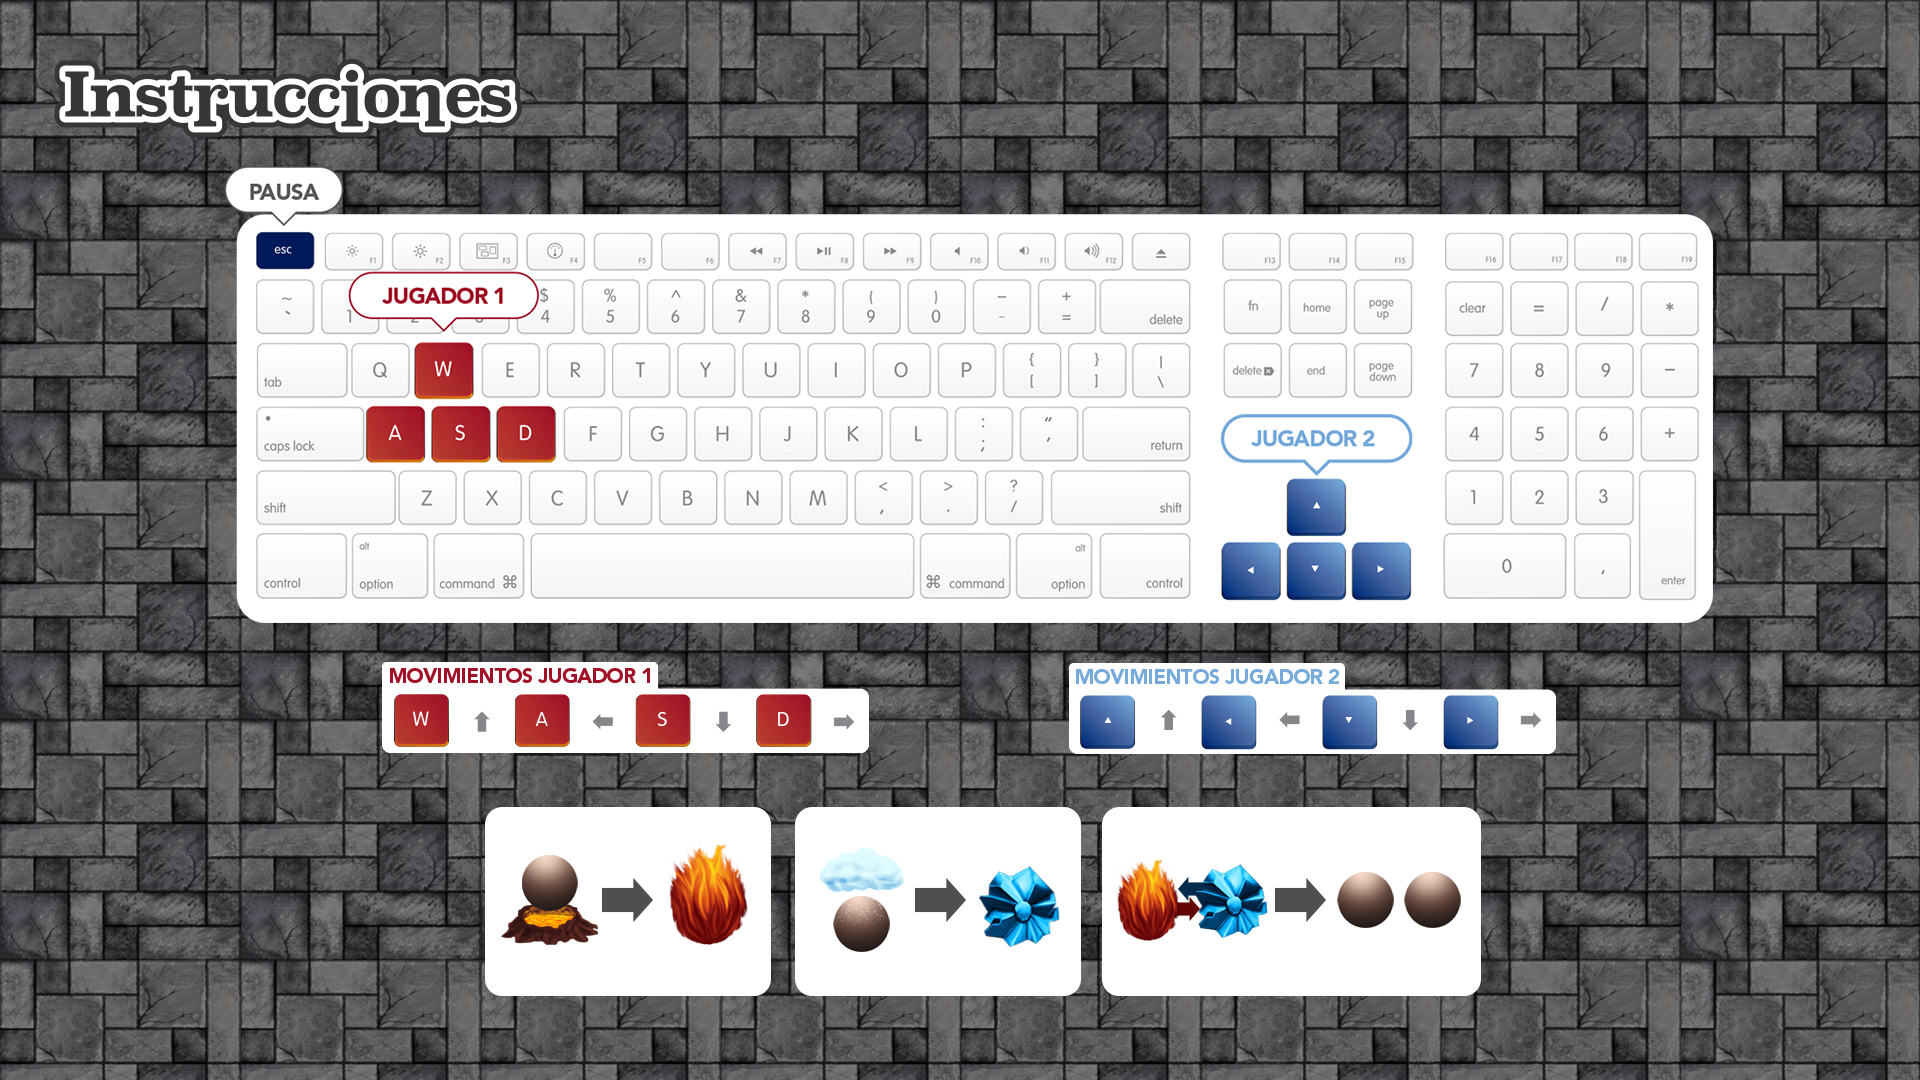 Instrucciones
PAUSA
esc F1 F2 F3 F4 F5 F6 F7 F8 F9 F10 F11 F12 F13 F14 F15 F16 F17 F18 F19
JUGADOR 1
~ $ % ^ & * ( ) – +
` 1 2 3 4 5 6 7 8 9 0 - = delete fn home page up clear = / *
tab Q W E R T Y U I O P { [ } ] | \ delete end page down 7 8 9 −
caps lock A S D F G H J K L : ; “ ‘ return 4 5 6 +
JUGADOR 2
shift Z X C V B N M < , > . ? / shift 1 2 3
control alt option command ⌘ ⌘ command alt option control 0 , enter
MOVIMIENTOS JUGADOR 1
W A S D
MOVIMIENTOS JUGADOR 2